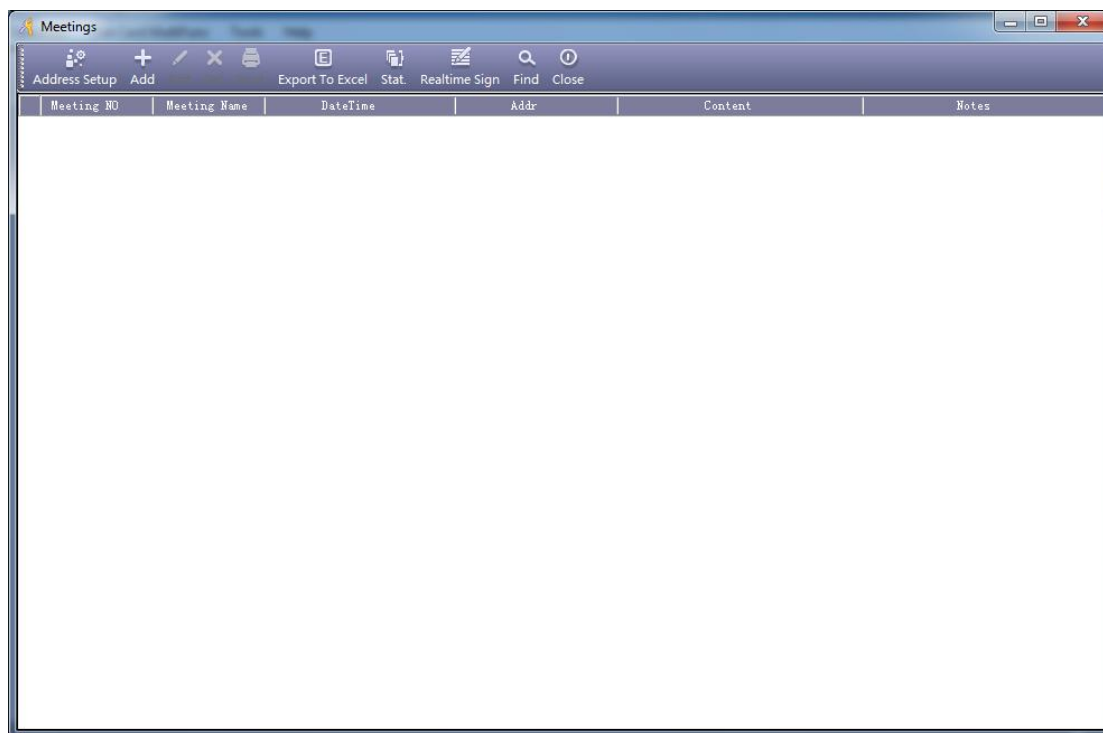 Meetings
Address Setup Add Export To Excel Stat. Realtime Sign Find Close
Meeting NO Meeting Name DateTime Addr Content Notes